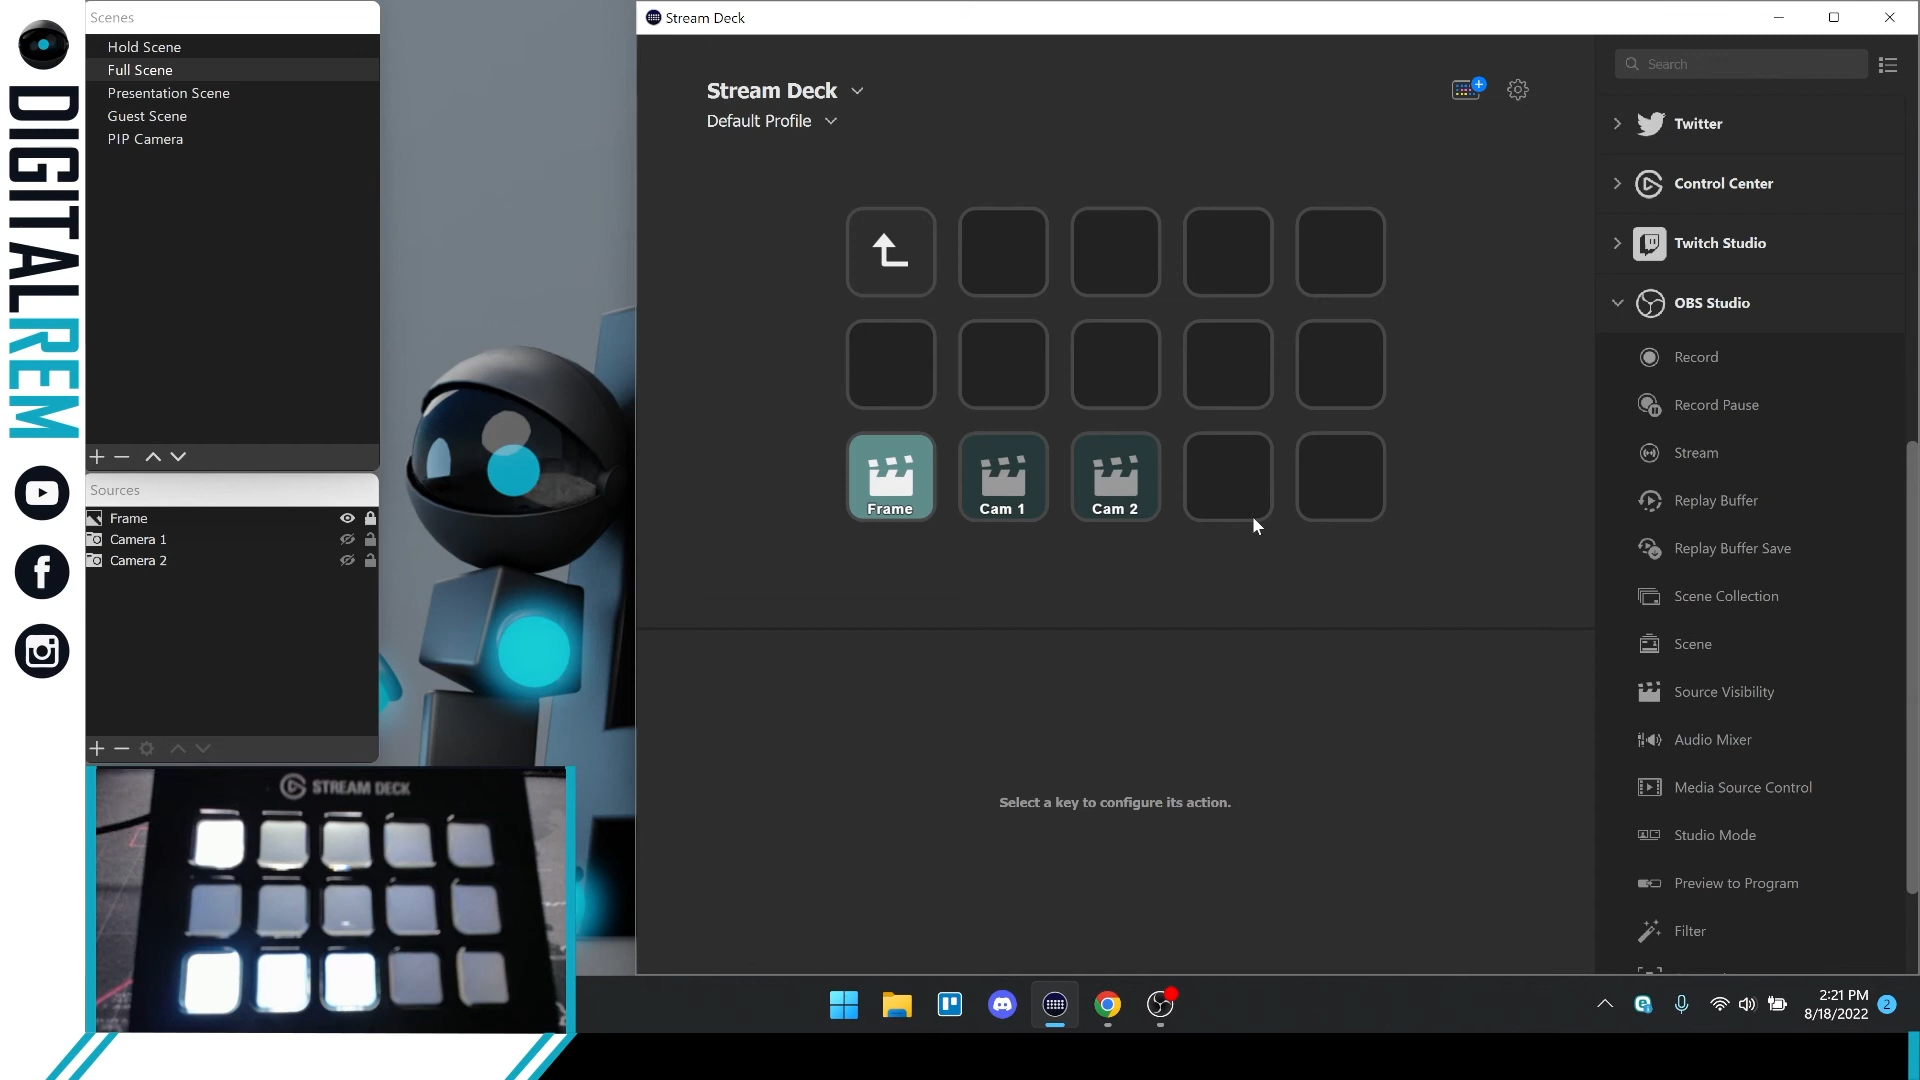 DIGITALREM
Scenes
Hold Scene
Full Scene
Presentation Scene
Guest Scene
PIP Camera
Sources
Frame
Camera 1
Camera 2
STREAM DECK
Stream Deck
Stream Deck
Default Profile
Frame
Cam 1
Cam 2
Select a key to configure its action.
Search
Twitter
Control Center
Twitch Studio
OBS Studio
Record
Record Pause
Stream
Replay Buffer
Replay Buffer Save
Scene Collection
Scene
Source Visibility
Audio Mixer
Media Source Control
Studio Mode
Preview to Program
Filter
2:21 PM
8/18/2022
2